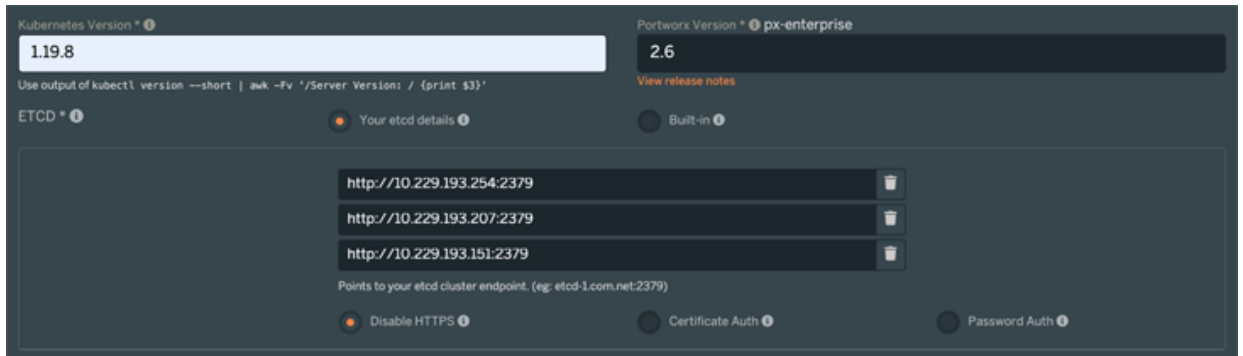 Kubernetes Version *
Portworx Version * px-enterprise
1.19.8
2.6
Use output of kubectl version --short | awk -Fv '/Server Version: / {print $3}'
View release notes
ETCD *
Your etcd details
Built-in
http://10.229.193.254:2379
http://10.229.193.207:2379
http://10.229.193.151:2379
Points to your etcd cluster endpoint. (eg: etcd-1.com.net:2379)
Disable HTTPS
Certificate Auth
Password Auth